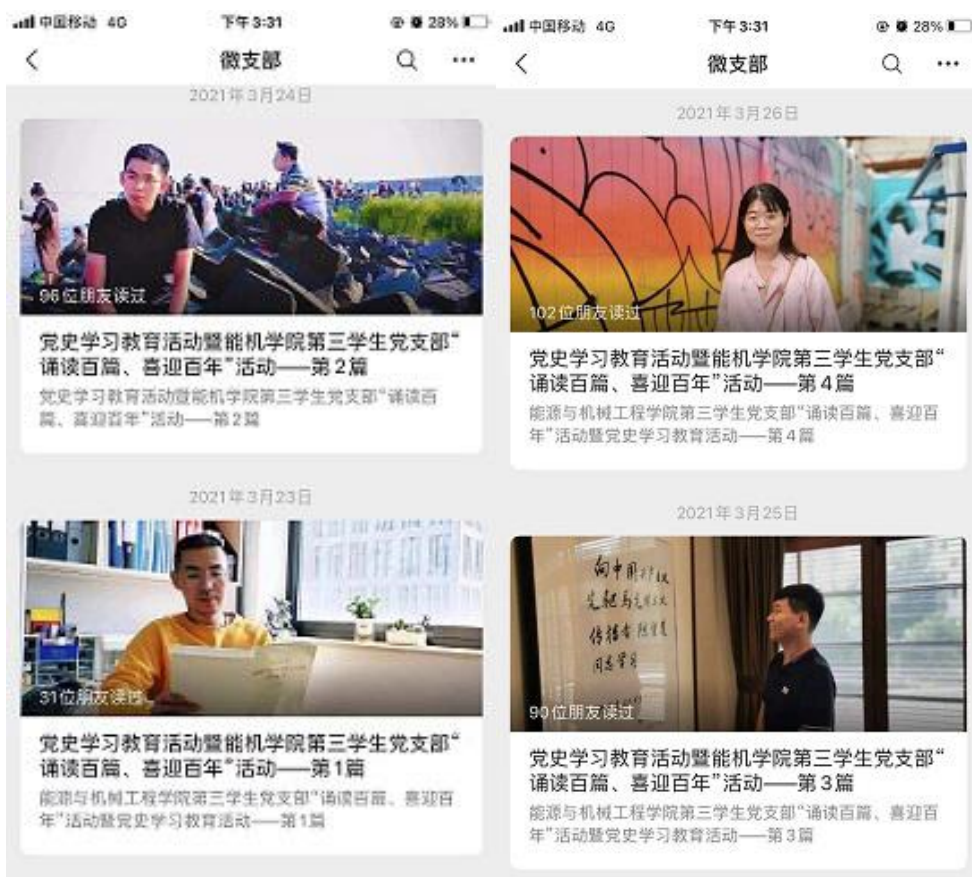 中国移动 4G 下午3:31 28%
微支部
2021年3月24日
96位朋友读过
党史学习教育活动暨能机学院第三学生党支部“
诵读百篇、喜迎百年”活动——第2篇
党史学习教育活动暨能机学院第三学生党支部“诵读百
篇、喜迎百年”活动——第2篇
2021年3月23日
31位朋友读过
党史学习教育活动暨能机学院第三学生党支部“
诵读百篇、喜迎百年”活动——第1篇
能源与机械工程学院第三学生党支部“诵读百篇、喜迎百
年”活动暨党史学习教育活动——第1篇
中国移动 4G 下午3:31 28%
微支部
2021年3月26日
102位朋友读过
党史学习教育活动暨能机学院第三学生党支部“
诵读百篇、喜迎百年”活动——第4篇
能源与机械工程学院第三学生党支部“诵读百篇、喜迎百
年”活动暨党史学习教育活动——第4篇
2021年3月25日
向中国
先驱马
传播者
同志学习
90位朋友读过
党史学习教育活动暨能机学院第三学生党支部“
诵读百篇、喜迎百年”活动——第3篇
能源与机械工程学院第三学生党支部“诵读百篇、喜迎百
年”活动暨党史学习教育活动——第3篇